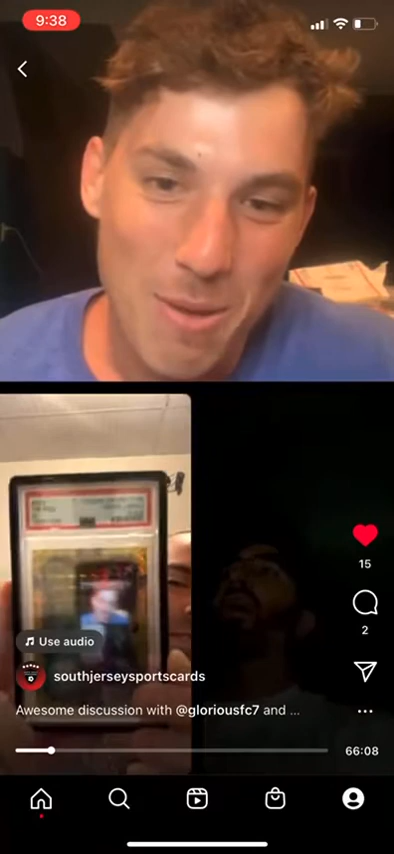 9:38
Use audio
15
2
southjerseysportscards
Awesome discussion with @gloriousfc7 and ...
66:08